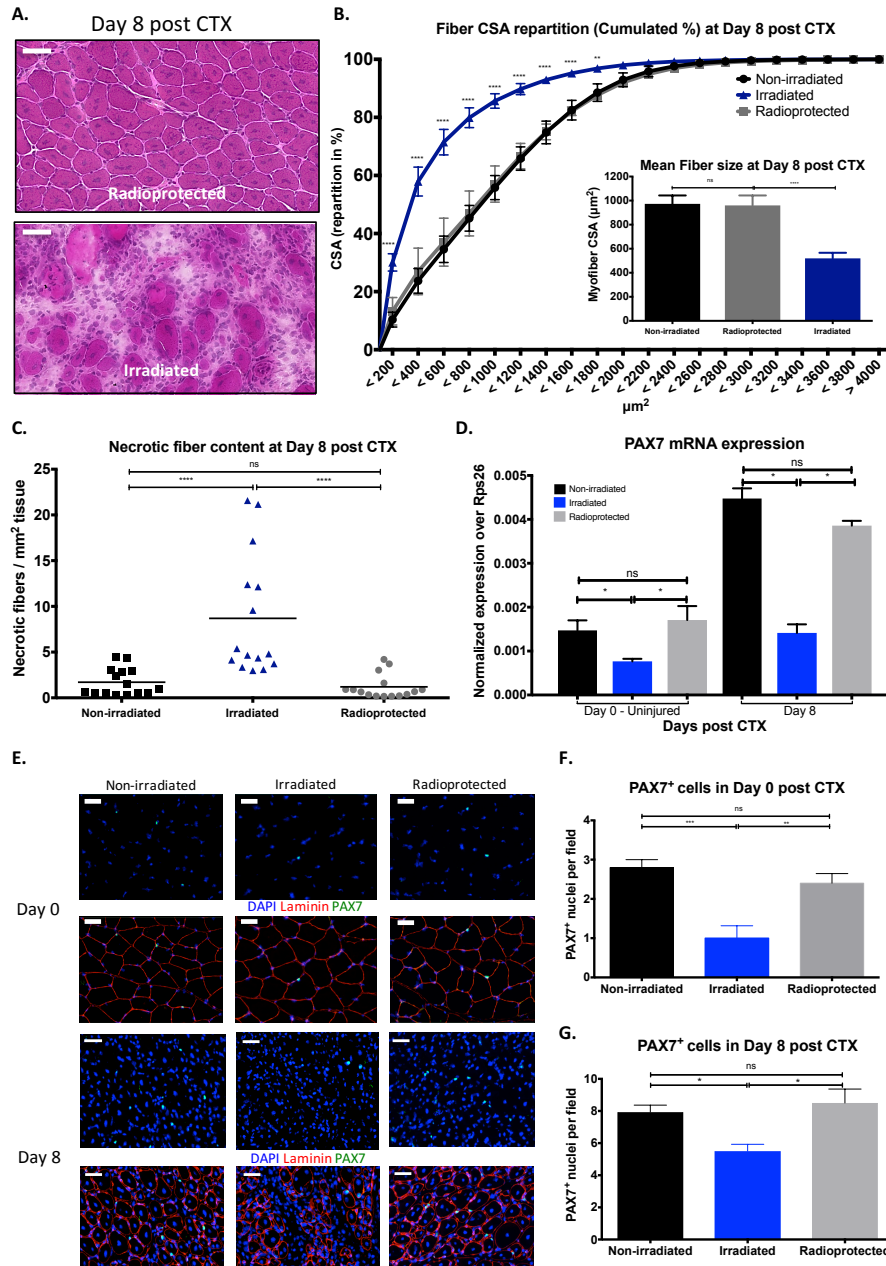 A.
Day 8 post CTX
Radioprotected
Irradiated
B.
Fiber CSA repartition (Cumulated %) at Day 8 post CTX
CSA (repartition in %)
100
80
60
40
20
0
****
****
****
****
****
****
****
****
**
Non-irradiated
Irradiated
Radioprotected
< 200
< 400
< 600
< 800
< 1000
< 1200
< 1400
< 1600
< 1800
< 2000
< 2200
< 2400
< 2600
< 2800
< 3000
< 3200
< 3400
< 3600
< 3800
> 4000
µm²
Mean Fiber size at Day 8 post CTX
Myofiber CSA (µm²)
1200
1000
800
600
400
200
0
ns
****
Non-irradiated
Radioprotected
Irradiated
C.
Necrotic fiber content at Day 8 post CTX
Necrotic fibers / mm² tissue
25
20
15
10
5
0
ns
****
****
Non-irradiated
Irradiated
Radioprotected
D.
PAX7 mRNA expression
Normalized expression over Rps26
0.005
0.004
0.003
0.002
0.001
0.000
Non-irradiated
Irradiated
Radioprotected
ns
*
*
ns
*
*
Day 0 - Uninjured
Day 8
Days post CTX
E.
Non-irradiated
Irradiated
Radioprotected
Day 0
DAPI Laminin PAX7
Day 8
DAPI Laminin PAX7
F.
PAX7⁺ cells in Day 0 post CTX
PAX7⁺ nuclei per field
4
3
2
1
0
ns
***
**
Non-irradiated
Irradiated
Radioprotected
G.
PAX7⁺ cells in Day 8 post CTX
PAX7⁺ nuclei per field
10
8
6
4
2
0
ns
*
*
Non-irradiated
Irradiated
Radioprotected